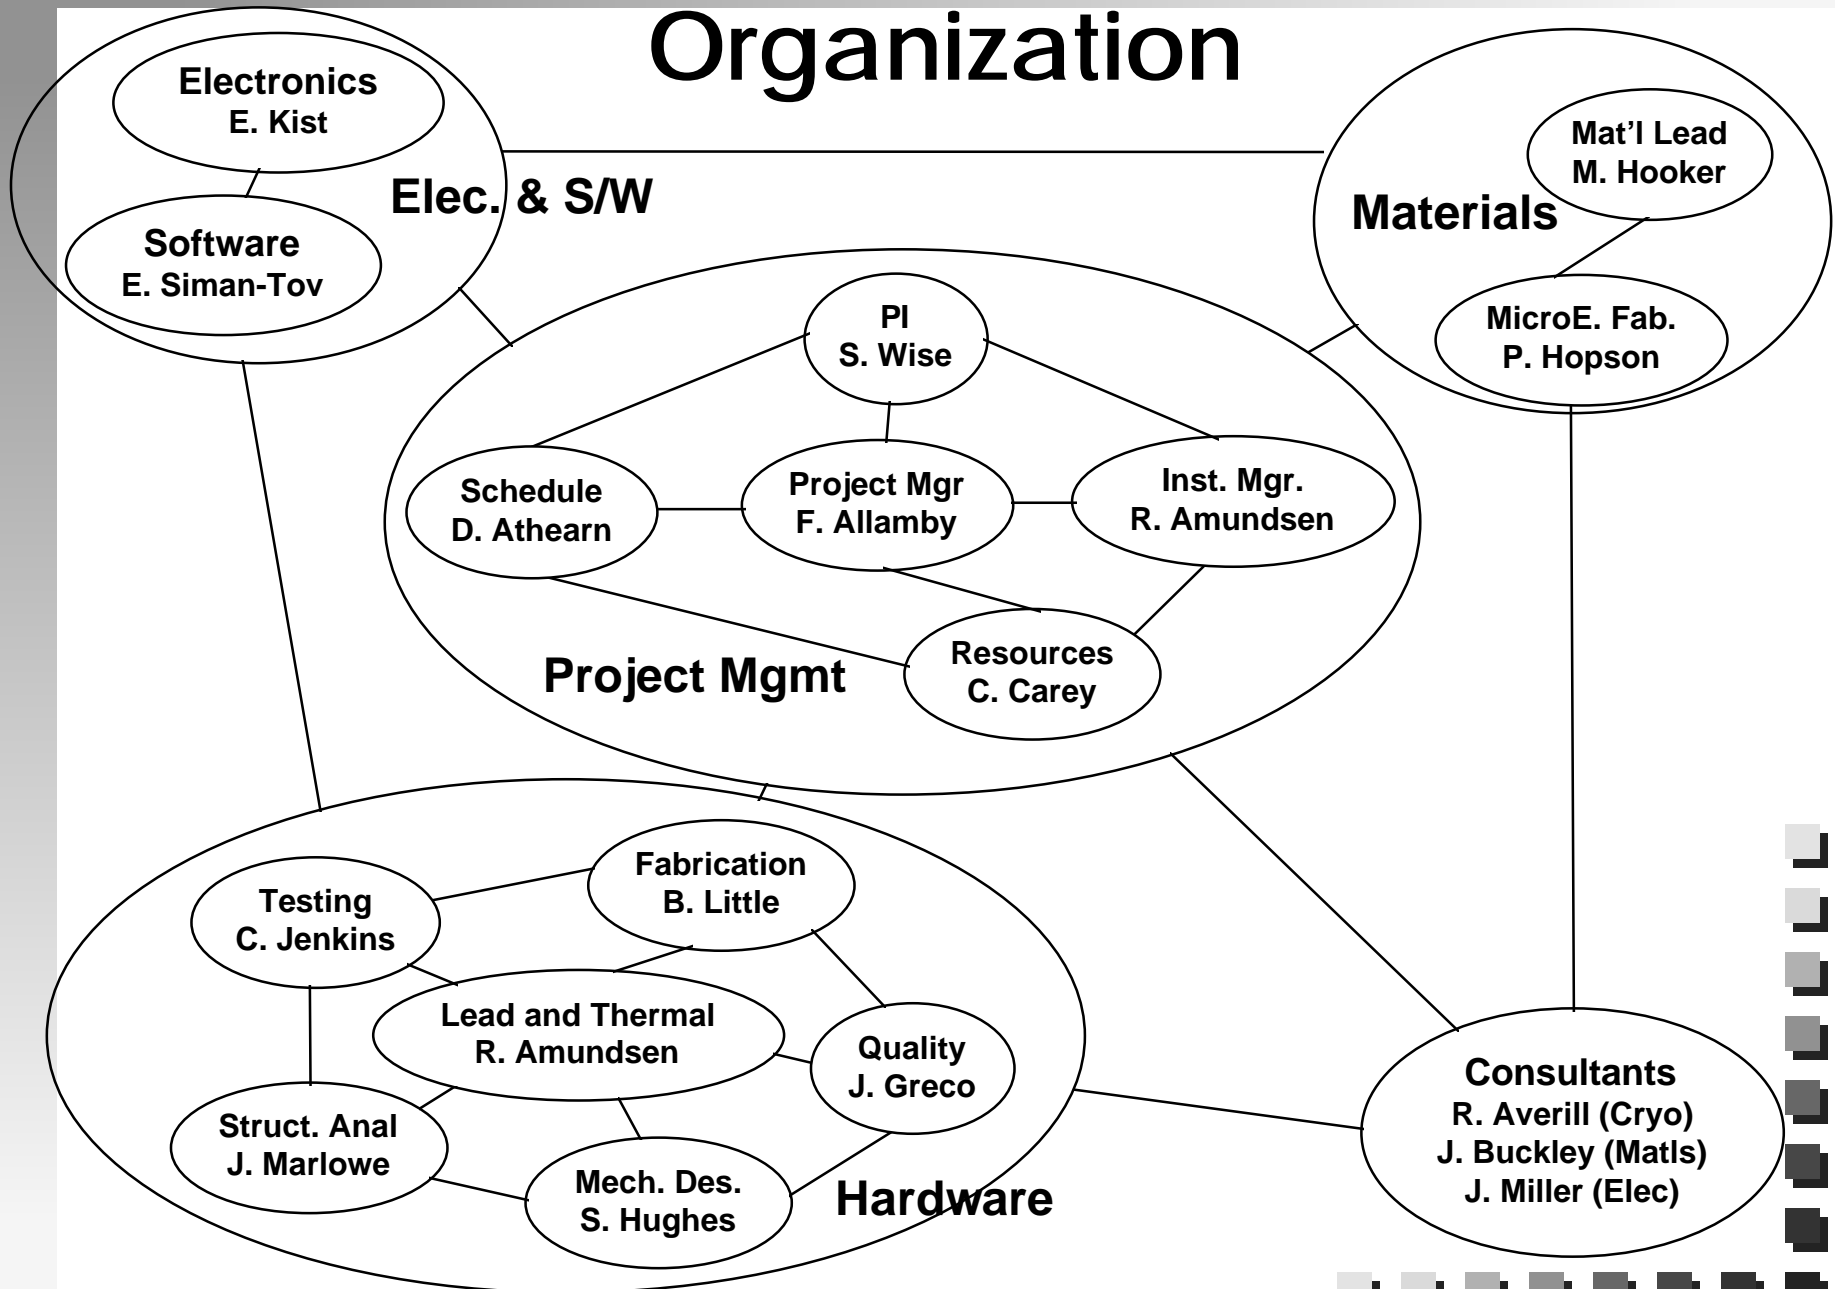 Organization
Electronics
E. Kist
Elec. & S/W
Software
E. Siman-Tov
Mat'l Lead
M. Hooker
Materials
MicroE. Fab.
P. Hopson
PI
S. Wise
Schedule
D. Athearn
Project Mgr
F. Allamby
Inst. Mgr.
R. Amundsen
Resources
C. Carey
Project Mgmt
Fabrication
B. Little
Testing
C. Jenkins
Lead and Thermal
R. Amundsen
Quality
J. Greco
Struct. Anal
J. Marlowe
Mech. Des.
S. Hughes
Hardware
Consultants
R. Averill (Cryo)
J. Buckley (Matls)
J. Miller (Elec)